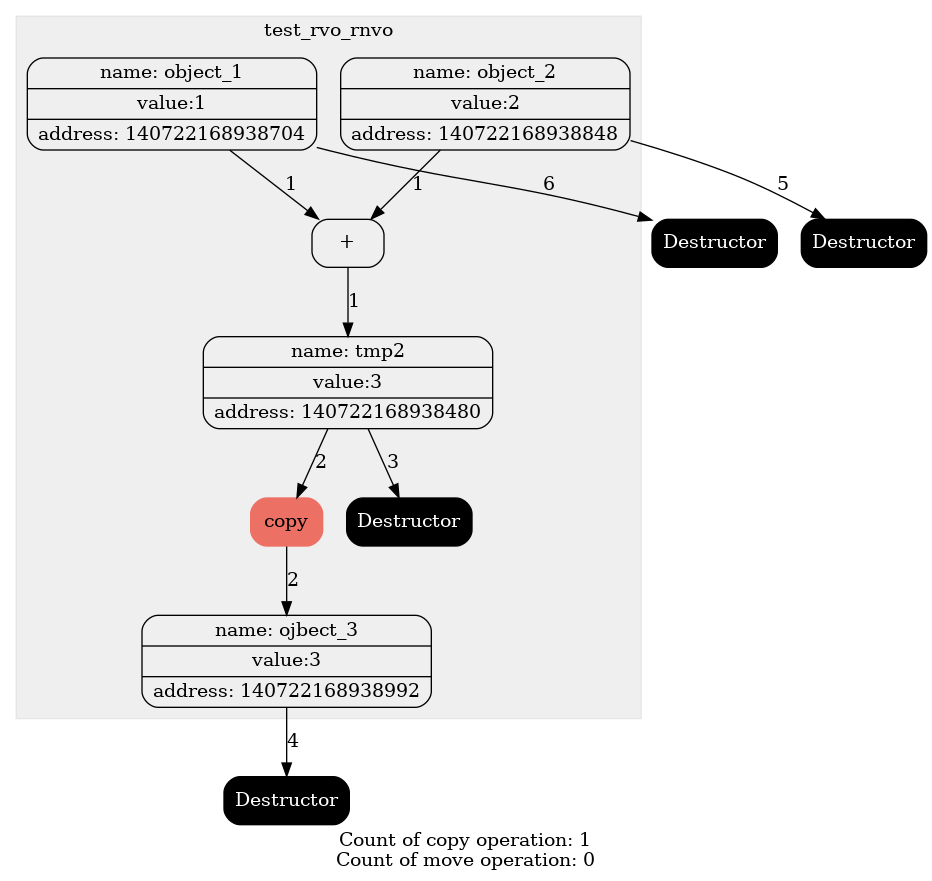 test_rvo_rnvo
name: object_1
value:1
address: 140722168938704
name: object_2
value:2
address: 140722168938848
1
1
6
5
+
Destructor
Destructor
1
name: tmp2
value:3
address: 140722168938480
2
3
copy
Destructor
2
name: ojbect_3
value:3
address: 140722168938992
4
Destructor
Count of copy operation: 1
Count of move operation: 0